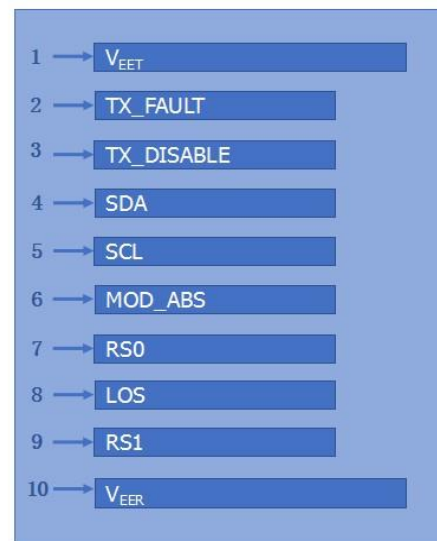 1 V_EET
2 TX_FAULT
3 TX_DISABLE
4 SDA
5 SCL
6 MOD_ABS
7 RS0
8 LOS
9 RS1
10 V_EER